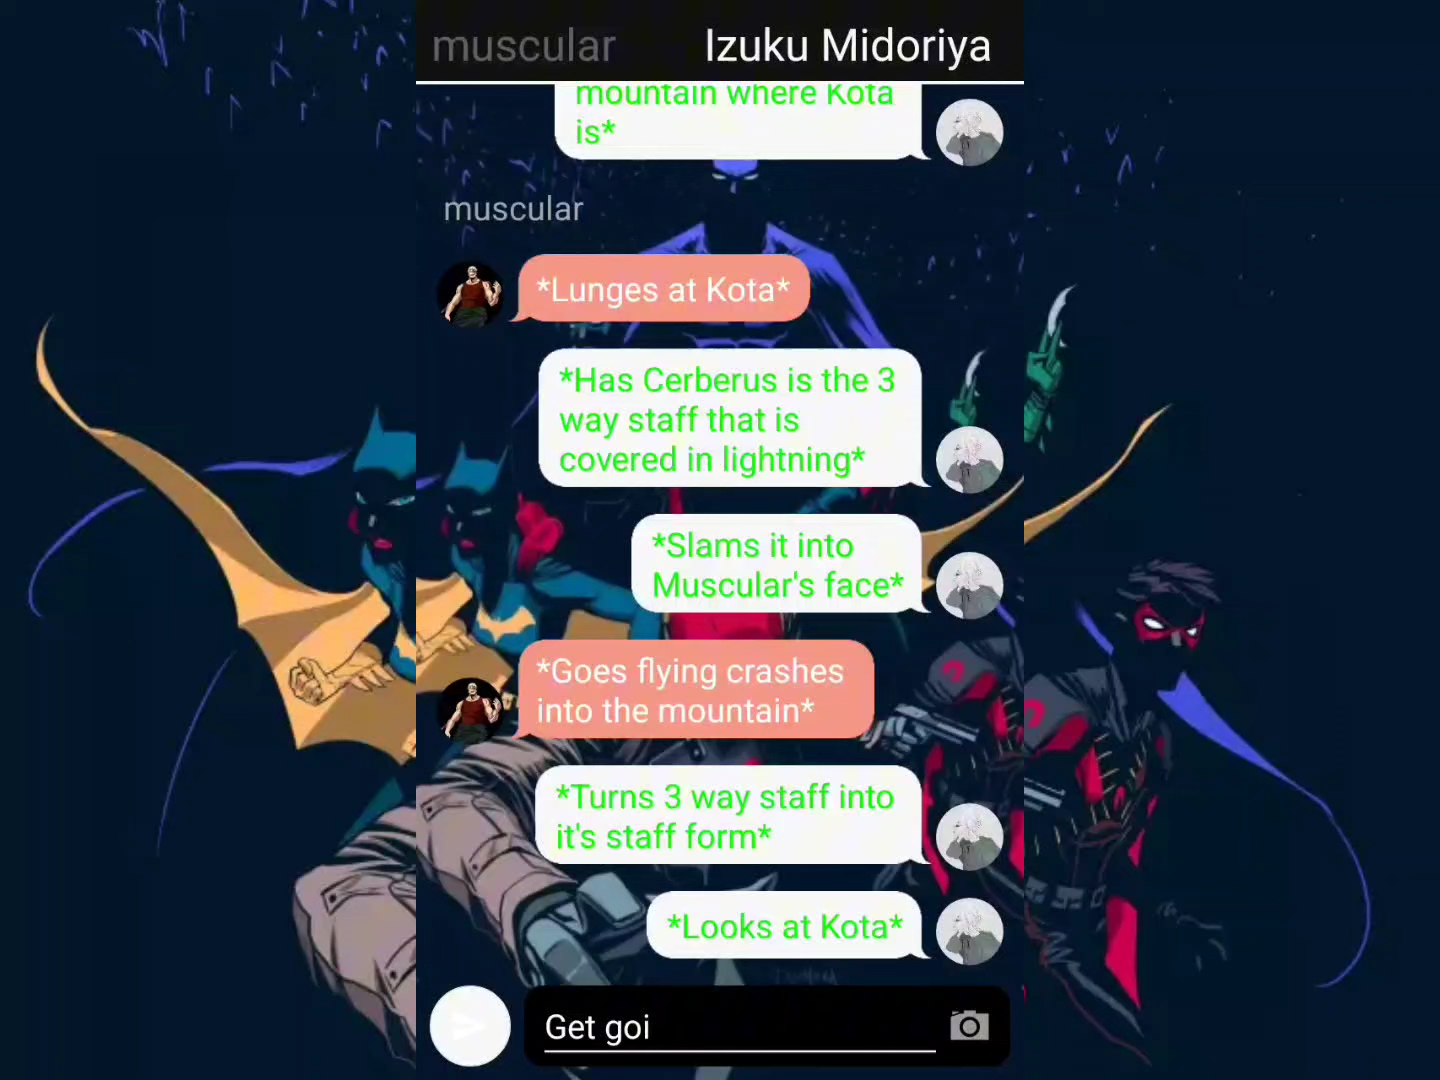 muscular Izuku Midoriya
mountain where Kota
is*
muscular
*Lunges at Kota*
*Has Cerberus is the 3
way staff that is
covered in lightning*
*Slams it into
Muscular's face*
*Goes flying crashes
into the mountain*
*Turns 3 way staff into
it's staff form*
*Looks at Kota*
Get goi